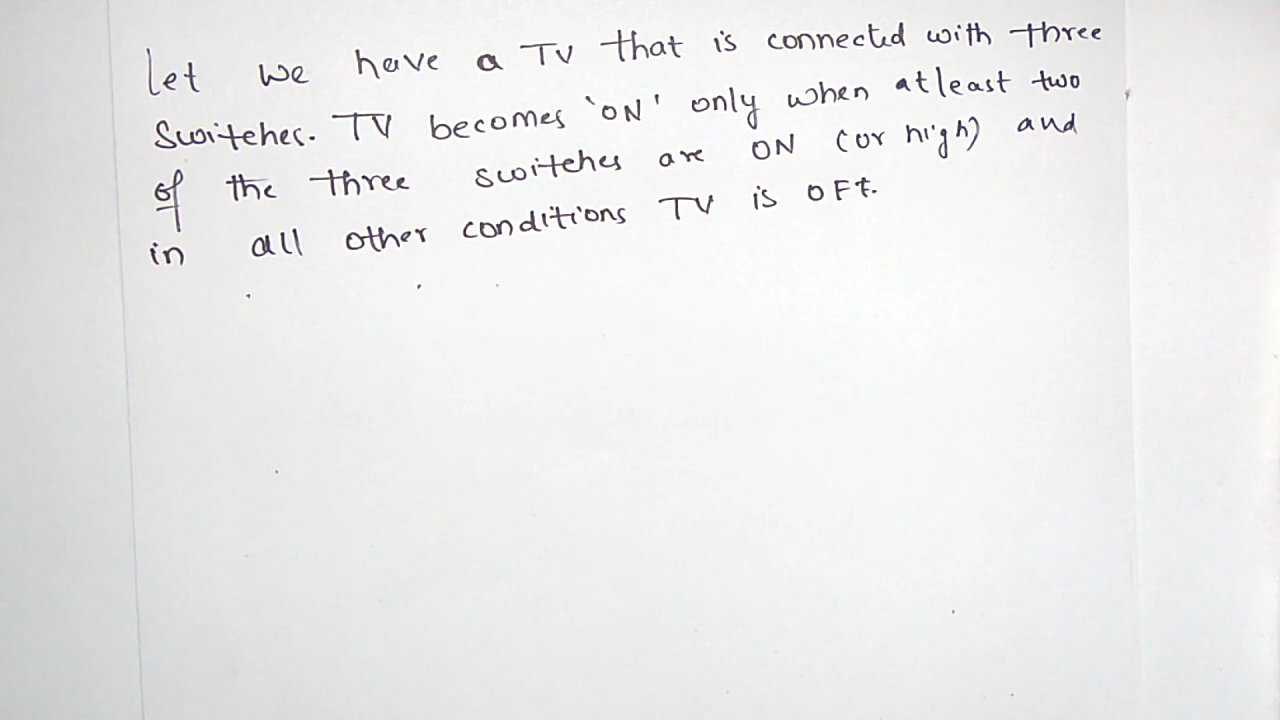 Let we have a TV that is connected with three
Switches. TV becomes 'ON' only when atleast two
of the three switches are ON (or high) and
in all other conditions TV is OFF.